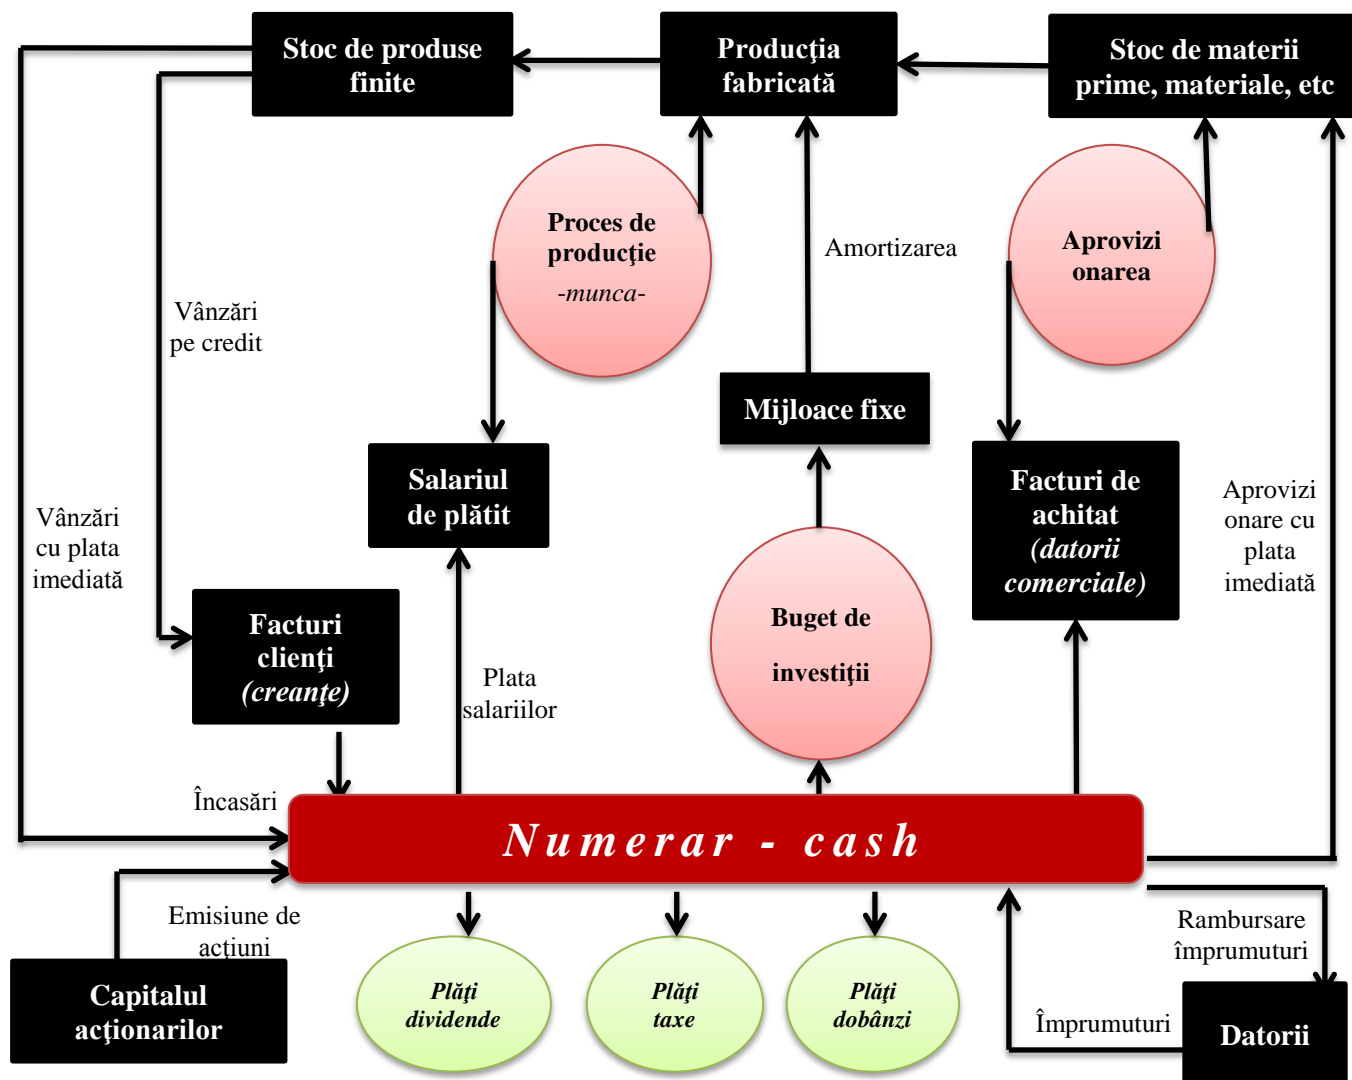 Stoc de produse
finite
Producţia
fabricată
Stoc de materii
prime, materiale, etc
Proces de
producţie
-munca-
Amortizarea
Aprovizi
onarea
Vânzări
pe credit
Mijloace fixe
Salariul
de plătit
Facturi de
achitat
(datorii
comerciale)
Vânzări
cu plata
imediată
Aprovizi
onare cu
plata
imediată
Facturi
clienţi
(creanţe)
Buget de
investiţii
Plata
salariilor
Încasări
Numerar - cash
Emisiune de
acţiuni
Rambursare
împrumuturi
Capitalul
acţionarilor
Plăţi
dividende
Plăţi
taxe
Plăţi
dobânzi
Împrumuturi
Datorii